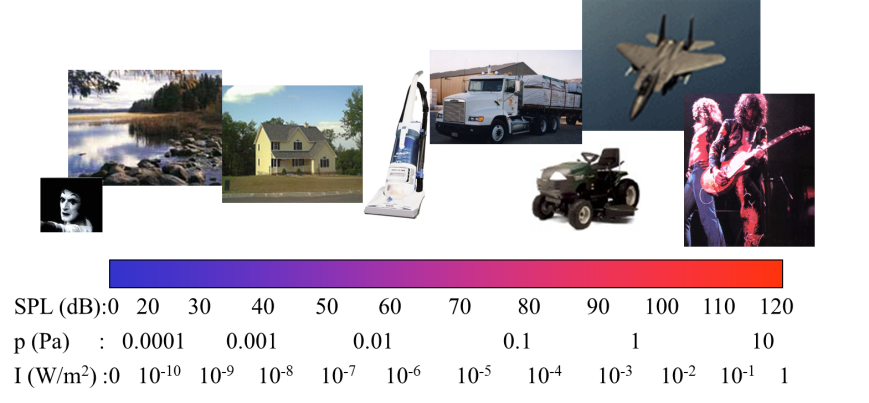 SPL (dB):0 20 30 40 50 60 70 80 90 100 110 120
p (Pa) : 0.0001 0.001 0.01 0.1 1 10
I (W/m²) :0 10⁻¹⁰ 10⁻⁹ 10⁻⁸ 10⁻⁷ 10⁻⁶ 10⁻⁵ 10⁻⁴ 10⁻³ 10⁻² 10⁻¹ 1